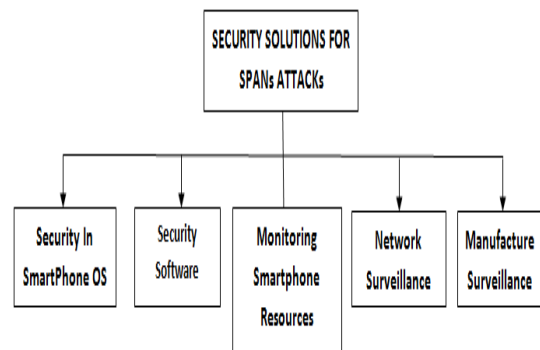 SECURITY SOLUTIONS FOR
SPANs ATTACKs
Security In
SmartPhone OS
Security
Software
Monitoring
Smartphone
Resources
Network
Surveillance
Manufacture
Surveillance